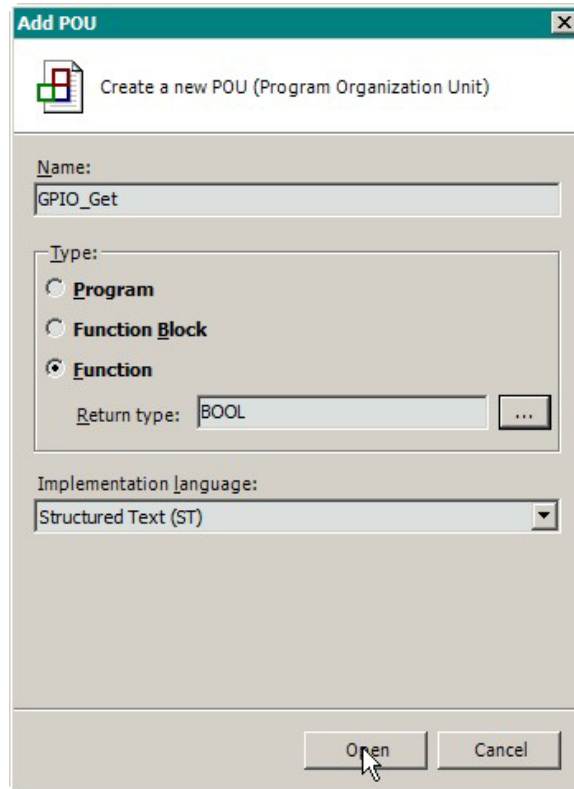 Add POU
Create a new POU (Program Organization Unit)
Name:
GPIO_Get
Type:
Program
Function Block
Function
Return type: BOOL ...
Implementation language:
Structured Text (ST)
Open Cancel